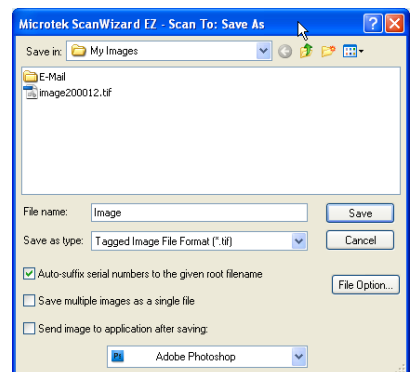 Microtek ScanWizard EZ - Scan To: Save As
Save in: My Images
E-Mail
image200012.tif
File name: Image Save
Save as type: Tagged Image File Format (*.tif) Cancel
Auto-suffix serial numbers to the given root filename
File Option...
Save multiple images as a single file
Send image to application after saving:
Adobe Photoshop